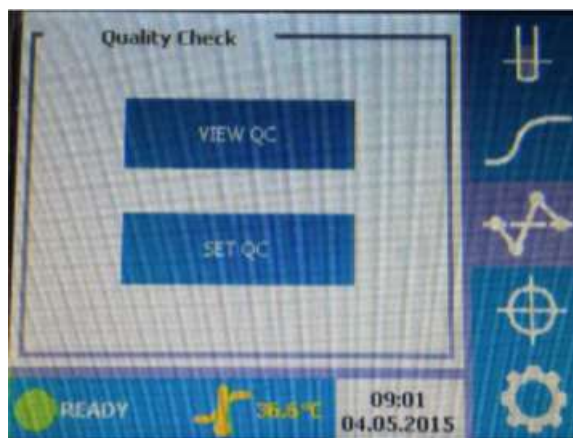 Quality Check
VIEW QC
SET QC
READY
36.6°C
09:01
04.05.2015